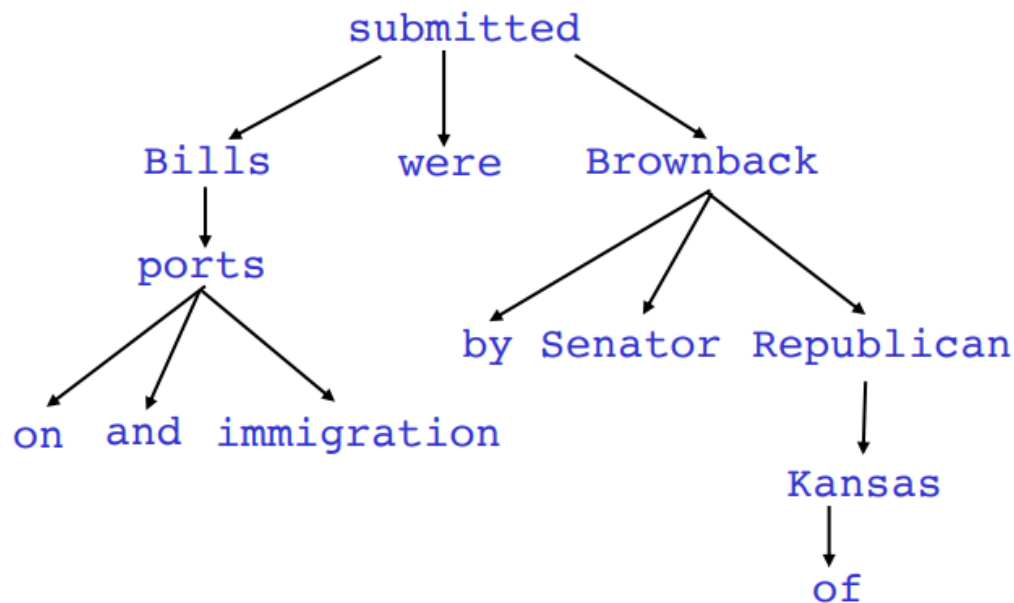 submitted
Bills were Brownback
ports
by Senator Republican
on and immigration
Kansas
of